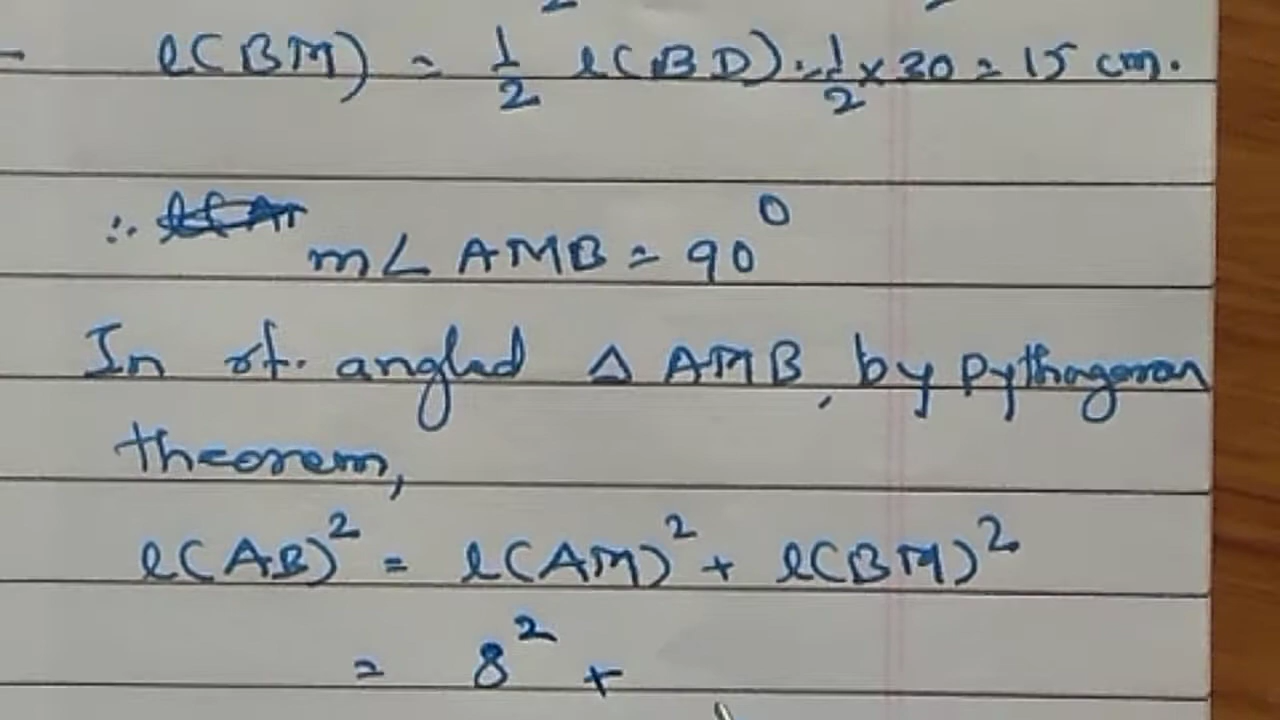 l(BM) = 1/2 l(BD) = 1/2 × 30 = 15 cm.
∴ m∠ AMB = 90°
In rt. angled △ AMB, by Pythagoras
theorem,
l(AB)² = l(AM)² + l(BM)²
= 8² +